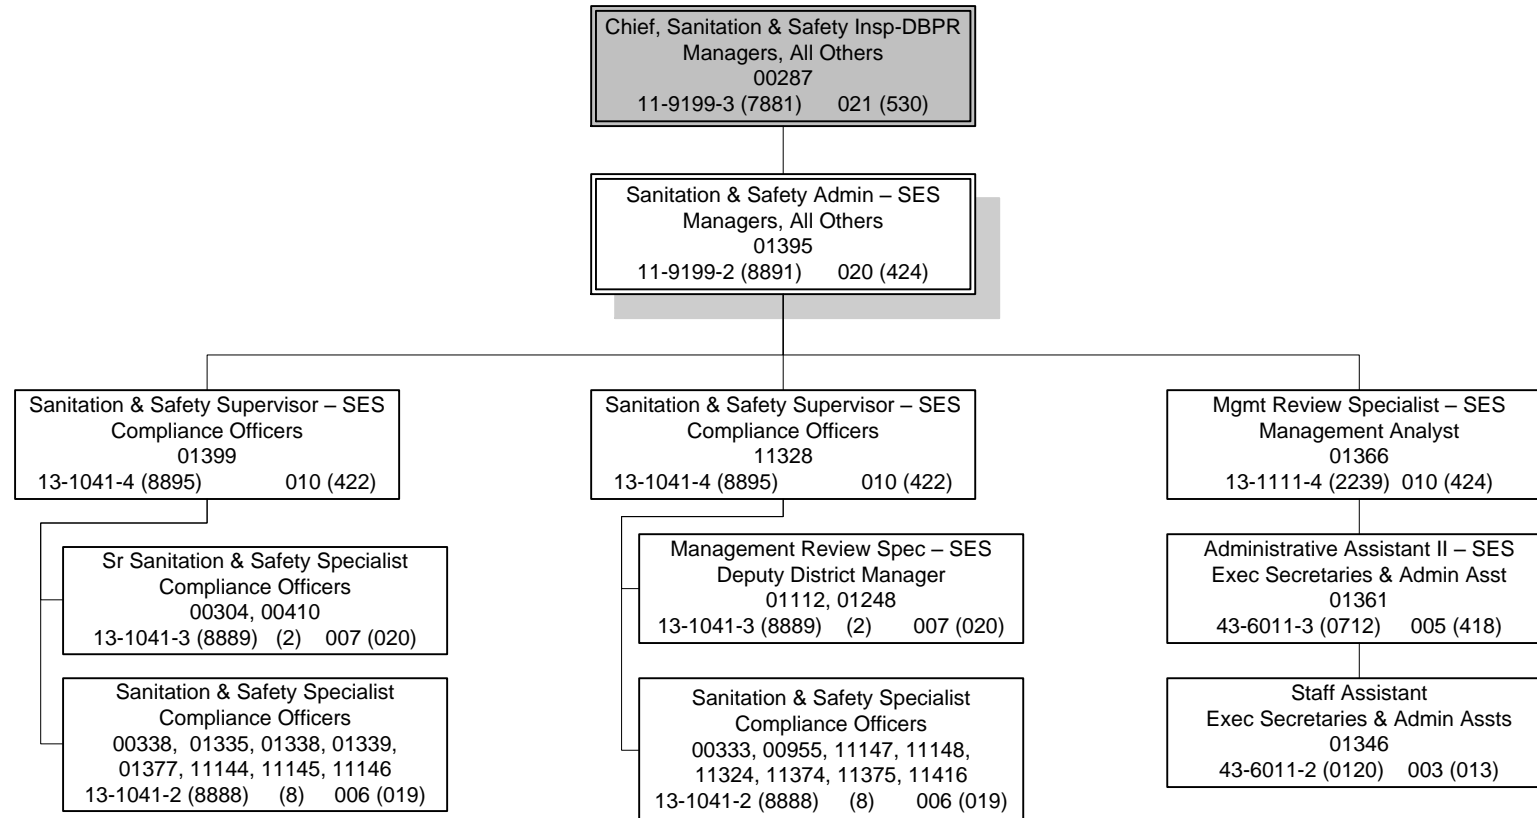 Chief, Sanitation & Safety Insp-DBPR
Managers, All Others
00287
11-9199-3 (7881) 021 (530)
Sanitation & Safety Admin – SES
Managers, All Others
01395
11-9199-2 (8891) 020 (424)
Sanitation & Safety Supervisor – SES
Compliance Officers
01399
13-1041-4 (8895) 010 (422)
Sr Sanitation & Safety Specialist
Compliance Officers
00304, 00410
13-1041-3 (8889) (2) 007 (020)
Sanitation & Safety Specialist
Compliance Officers
00338, 01335, 01338, 01339,
01377, 11144, 11145, 11146
13-1041-2 (8888) (8) 006 (019)
Sanitation & Safety Supervisor – SES
Compliance Officers
11328
13-1041-4 (8895) 010 (422)
Management Review Spec – SES
Deputy District Manager
01112, 01248
13-1041-3 (8889) (2) 007 (020)
Sanitation & Safety Specialist
Compliance Officers
00333, 00955, 11147, 11148,
11324, 11374, 11375, 11416
13-1041-2 (8888) (8) 006 (019)
Mgmt Review Specialist – SES
Management Analyst
01366
13-1111-4 (2239) 010 (424)
Administrative Assistant II – SES
Exec Secretaries & Admin Asst
01361
43-6011-3 (0712) 005 (418)
Staff Assistant
Exec Secretaries & Admin Assts
01346
43-6011-2 (0120) 003 (013)